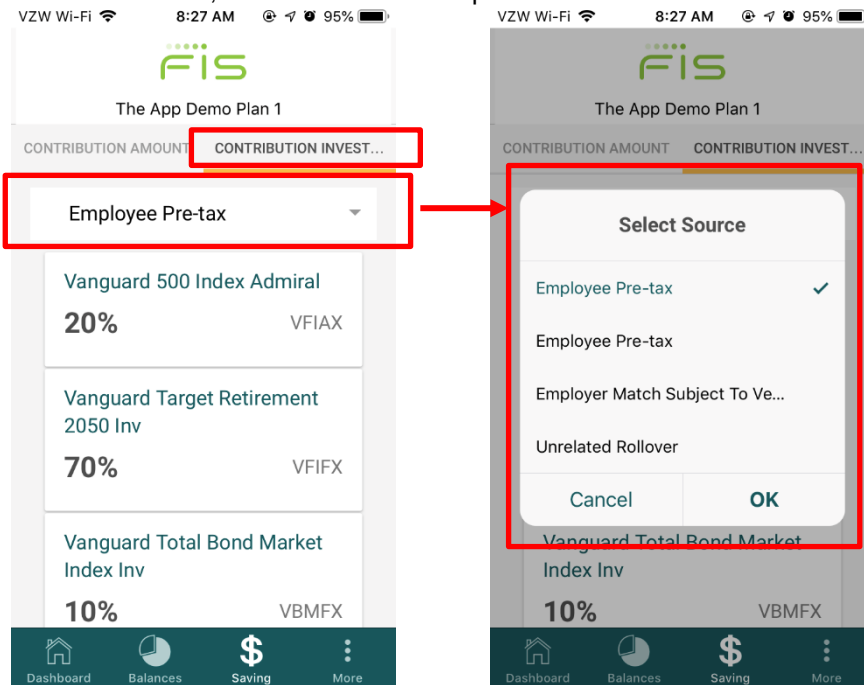 VZW Wi-Fi 8:27 AM 95%
FIS
The App Demo Plan 1
CONTRIBUTION AMOUNT CONTRIBUTION INVEST...
Employee Pre-tax
Vanguard 500 Index Admiral
20% VFIAX
Vanguard Target Retirement
2050 Inv
70% VFIFX
Vanguard Total Bond Market
Index Inv
10% VBMFX
Dashboard Balances Saving More
VZW Wi-Fi 8:27 AM 95%
FIS
The App Demo Plan 1
CONTRIBUTION AMOUNT CONTRIBUTION INVEST...
Select Source
Employee Pre-tax
Employee Pre-tax
Employer Match Subject To Ve...
Unrelated Rollover
Cancel OK
Vanguard Total Bond Market
Index Inv
10% VBMFX
Dashboard Balances Saving More